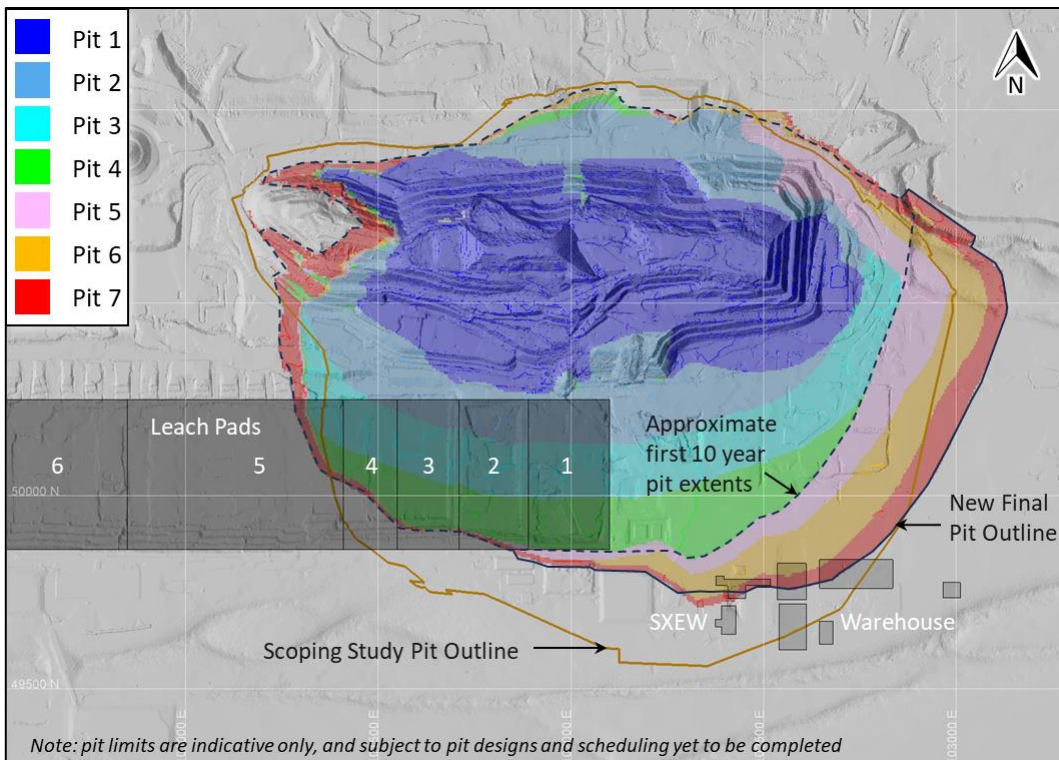 Pit 1
Pit 2
Pit 3
Pit 4
Pit 5
Pit 6
Pit 7
N
Leach Pads
6
5
4
3
2
1
Approximate
first 10 year
pit extents
50000 N
New Final
Pit Outline
SXEW
Warehouse
Scoping Study Pit Outline
49500 N
Note: pit limits are indicative only, and subject to pit designs and scheduling yet to be completed